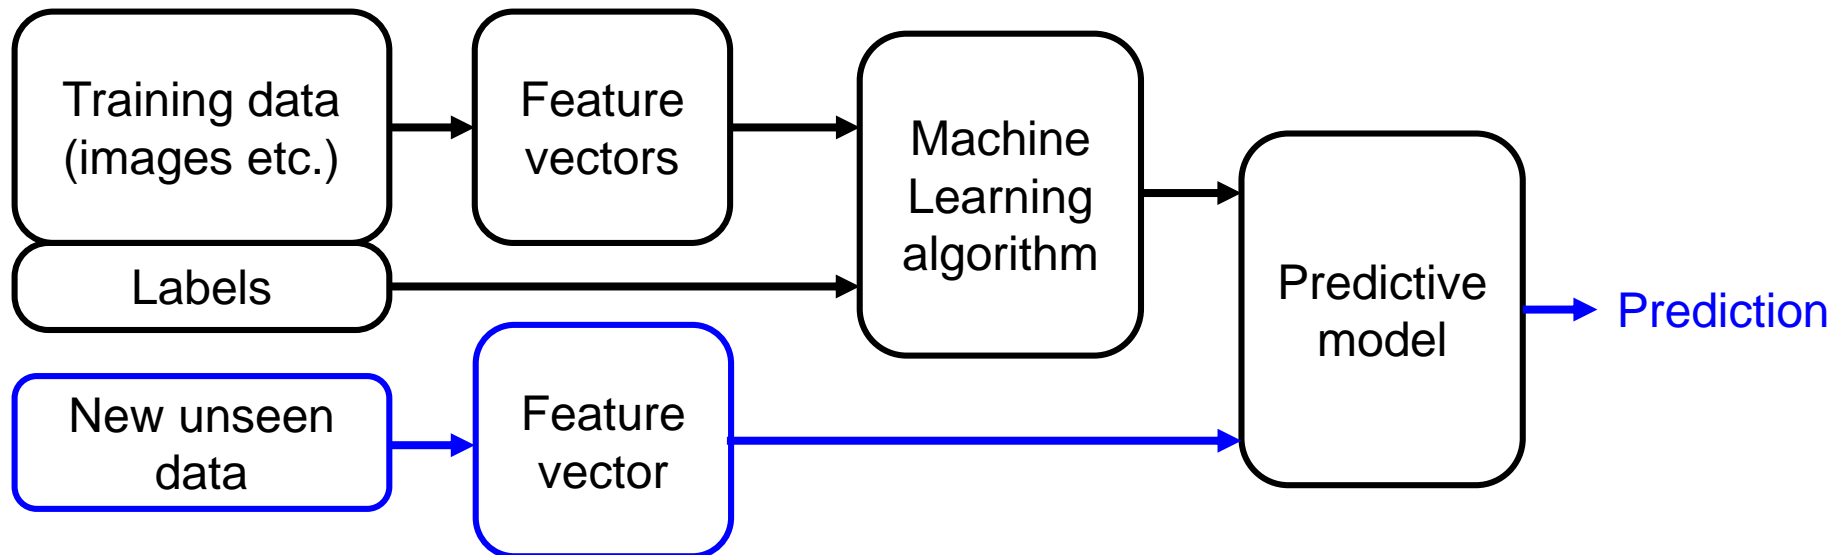 Training data
(images etc.)
Feature
vectors
Machine
Learning
algorithm
Labels
Predictive
model
Prediction
New unseen
data
Feature
vector